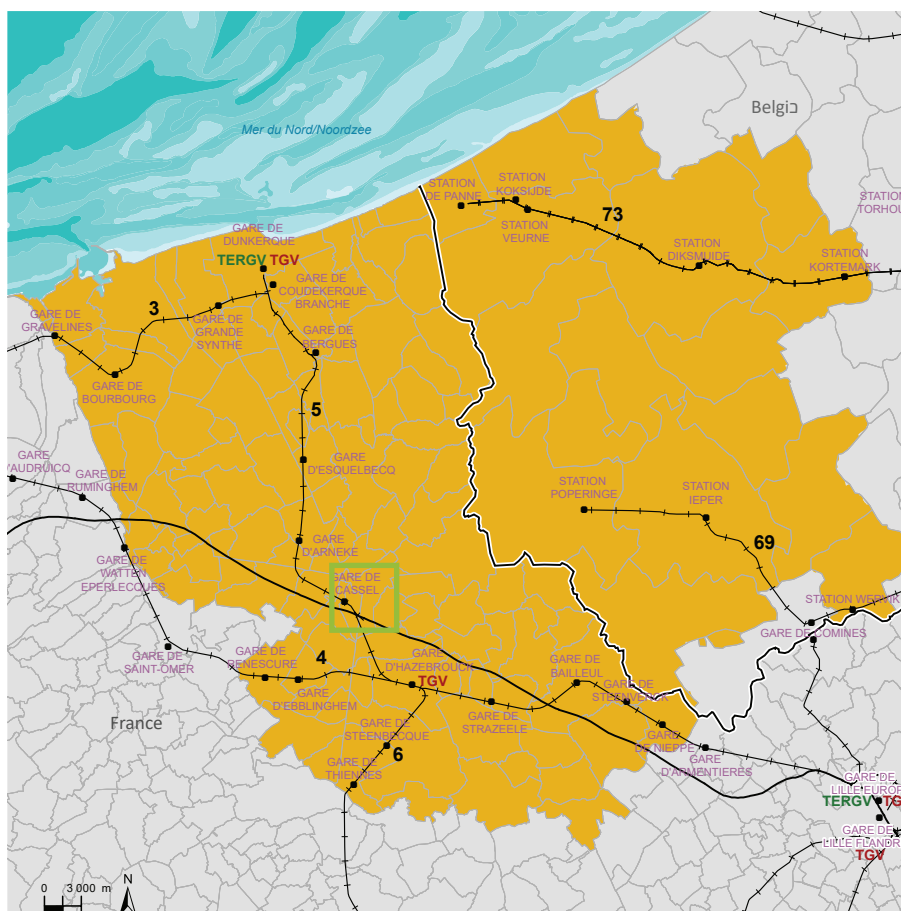 Belgi
Mer du Nord/Noordzee
STATION
DE PANNE
STATION
KOKSIJDE
STATION
VEURNE
73
STATION
TORHOU
STATION
DIKSMUIDE
STATION
KORTEMARK
GARE DE
DUNKERQUE
TERGV TGV
GARE DE
COUDEKERQUE
BRANCHE
GARE DE
GRAVELINES
3
GARE DE
GRANDE
SYNTHE
GARE DE
BERGUES
GARE DE
BOURBOURG
5
GARE
D'ESQUELBECQ
GARE
'AUDRUICQ
GARE DE
RUMINGHEM
STATION
POPERINGE
STATION
IEPER
69
GARE DE
WATTEN
EPERLECQUES
GARE
D'ARNEKE
GARE DE
CASSEL
STATION WERWIK
GARE DE COMINES
GARE DE
SAINT-OMER
GARE DE
RENESCURE
4
GARE
D'HAZEBROUCK
TGV
GARE DE
BAILLEUL
GARE DE
STEENWERCK
GARE
D'EBBLINGHEM
GARE DE
STRAZEELE
France
GARE DE
STEENBECQUE
6
GARE DE
THIENNES
GARE
DE NIEPPE
GARE
D'ARMENTIERES
GARE DE
LILLE EUROP
TERGV TG
GARE DE
LILLE FLANDR
TGV
0 3 000 m
N